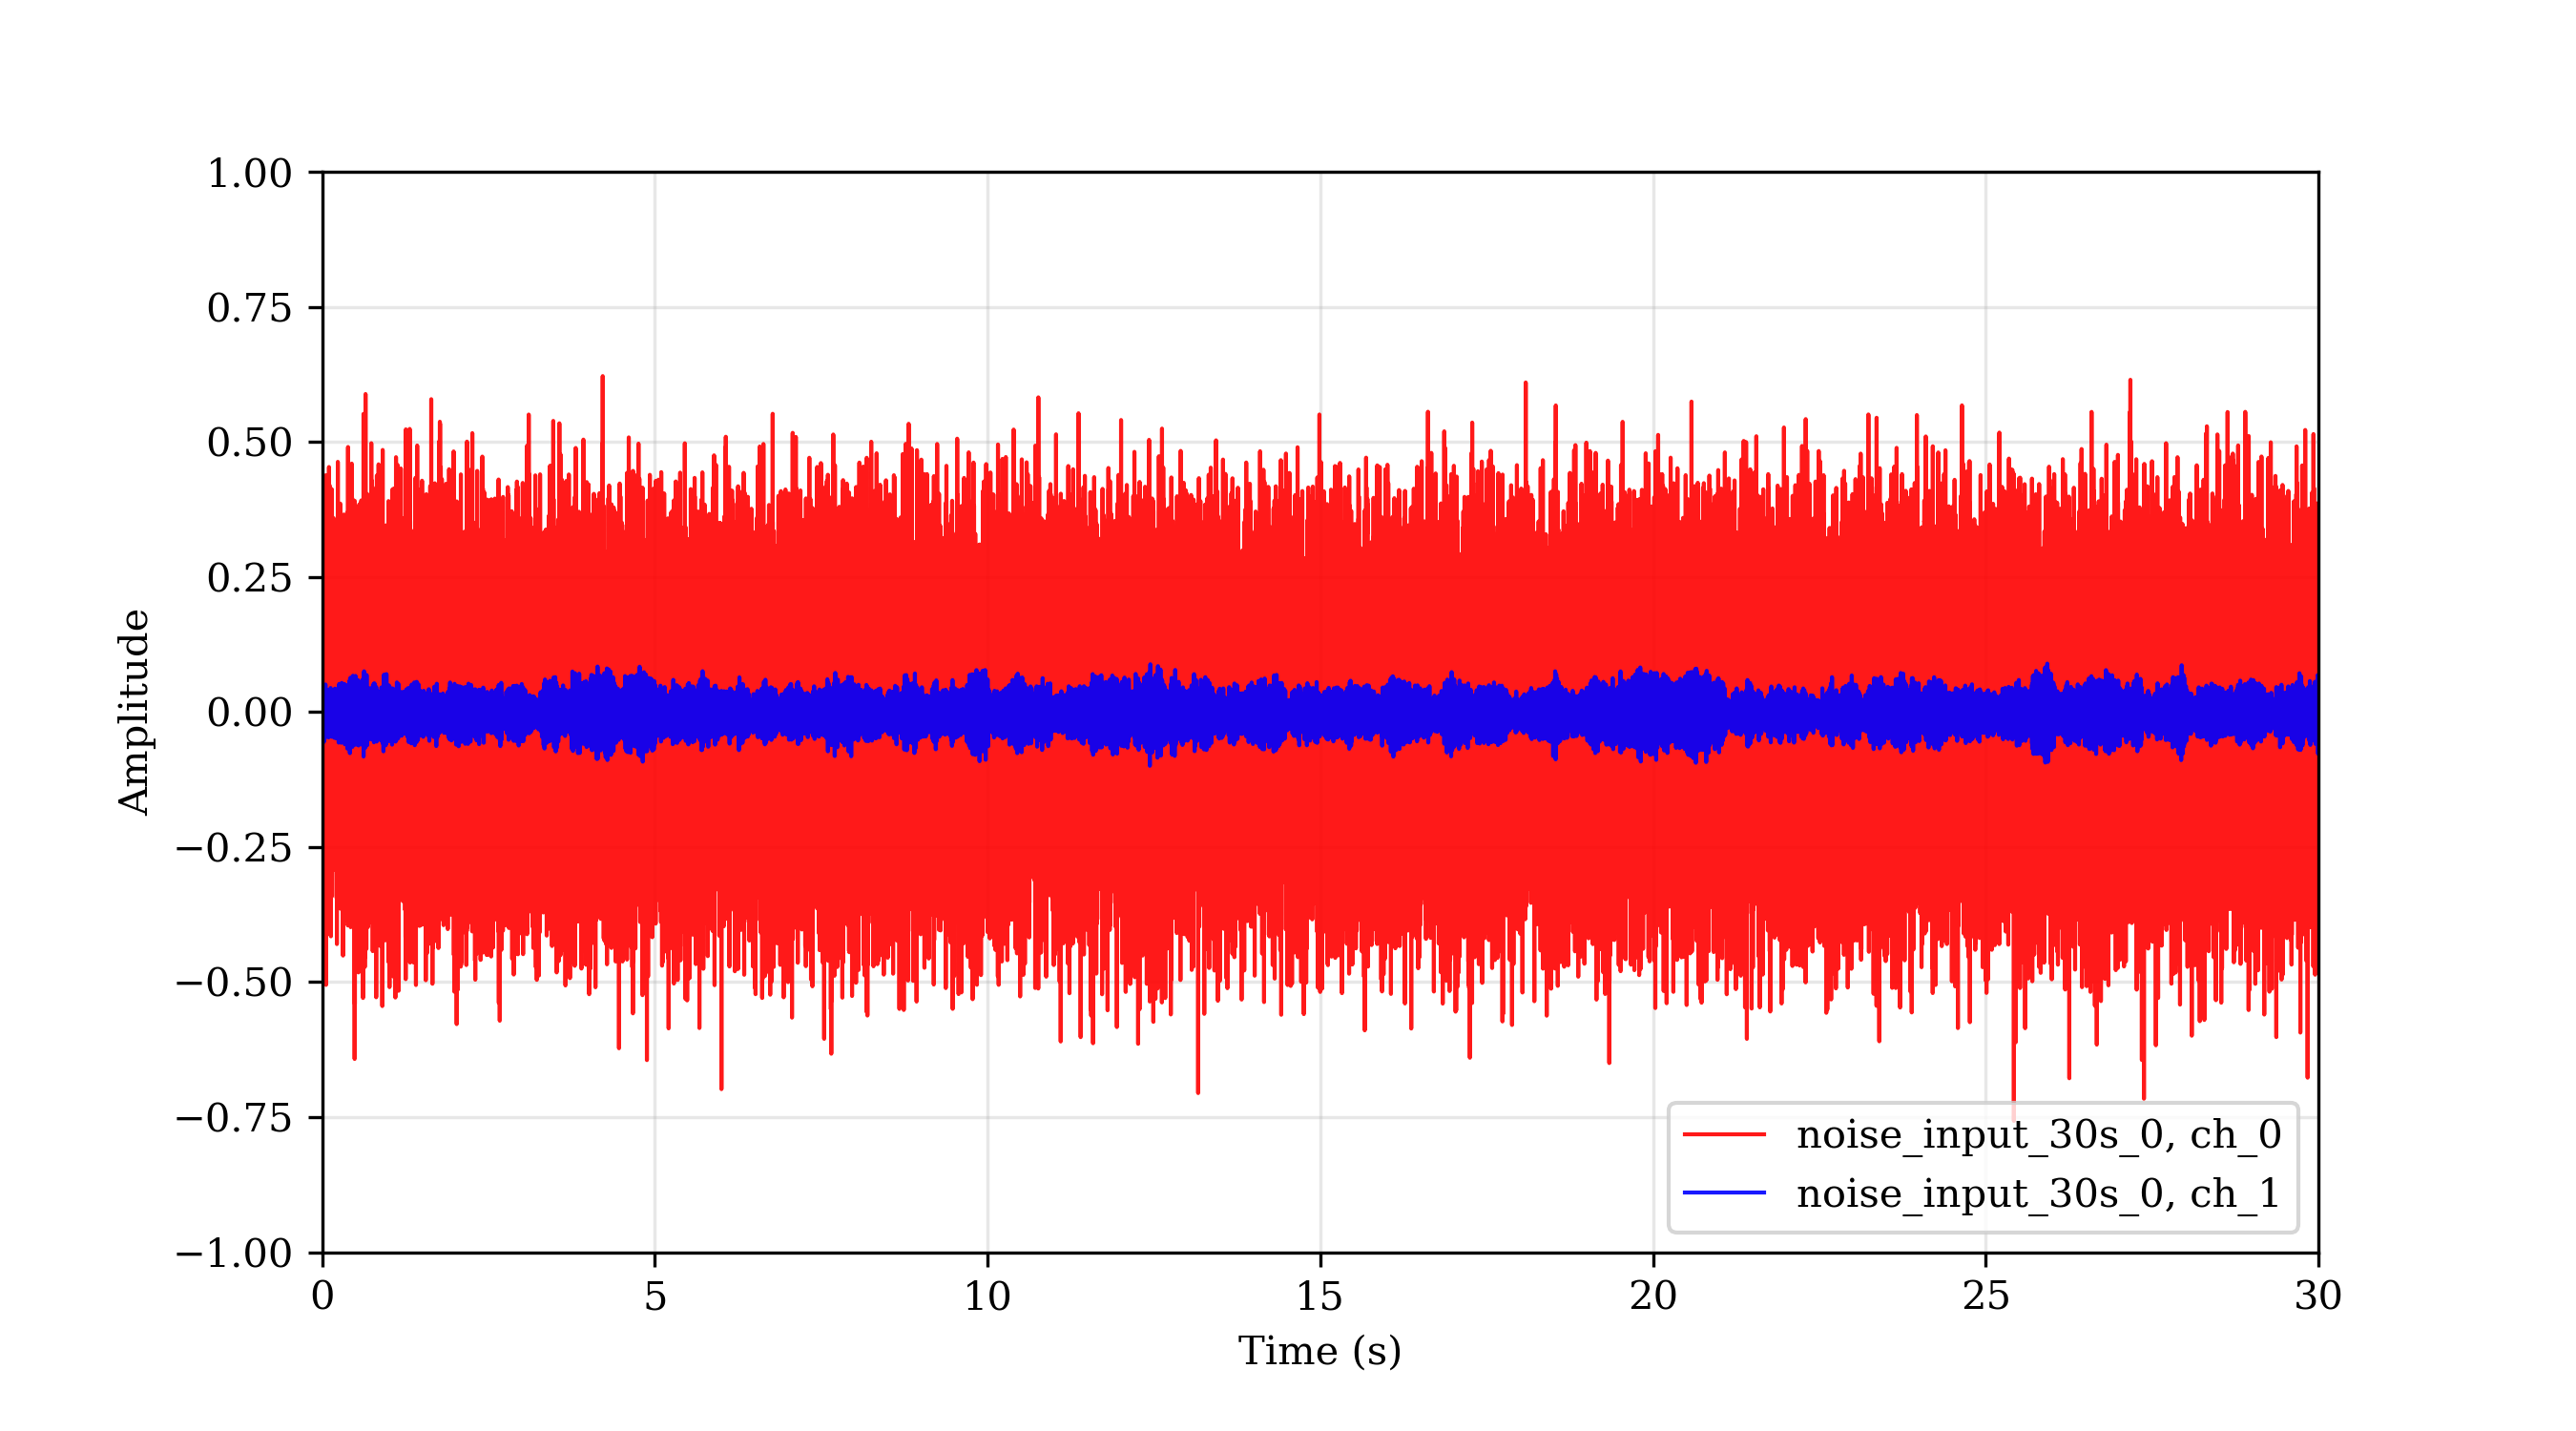 1.00
0.75
0.50
0.25
0.00
−0.25
−0.50
−0.75
−1.00
Amplitude
0 5 10 15 20 25 30
Time (s)
noise_input_30s_0, ch_0
noise_input_30s_0, ch_1